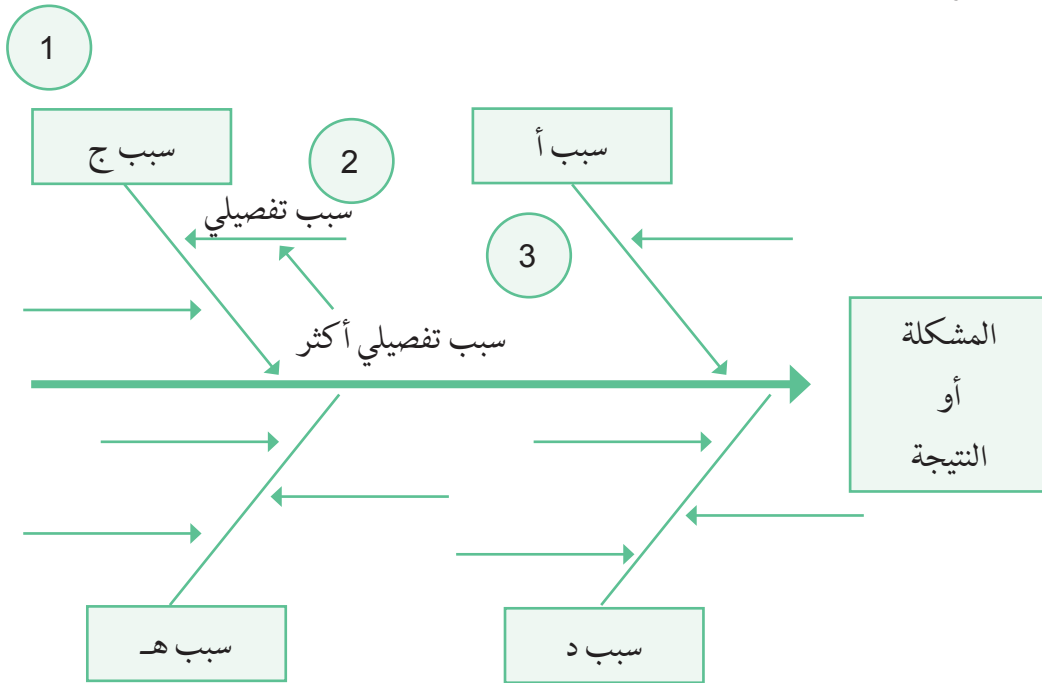 1
سبب أ
سبب ج
2
سبب تفصيلي
3
سبب تفصيلي أكثر
المشكلة
أو
النتيجة
سبب د
سبب هـ